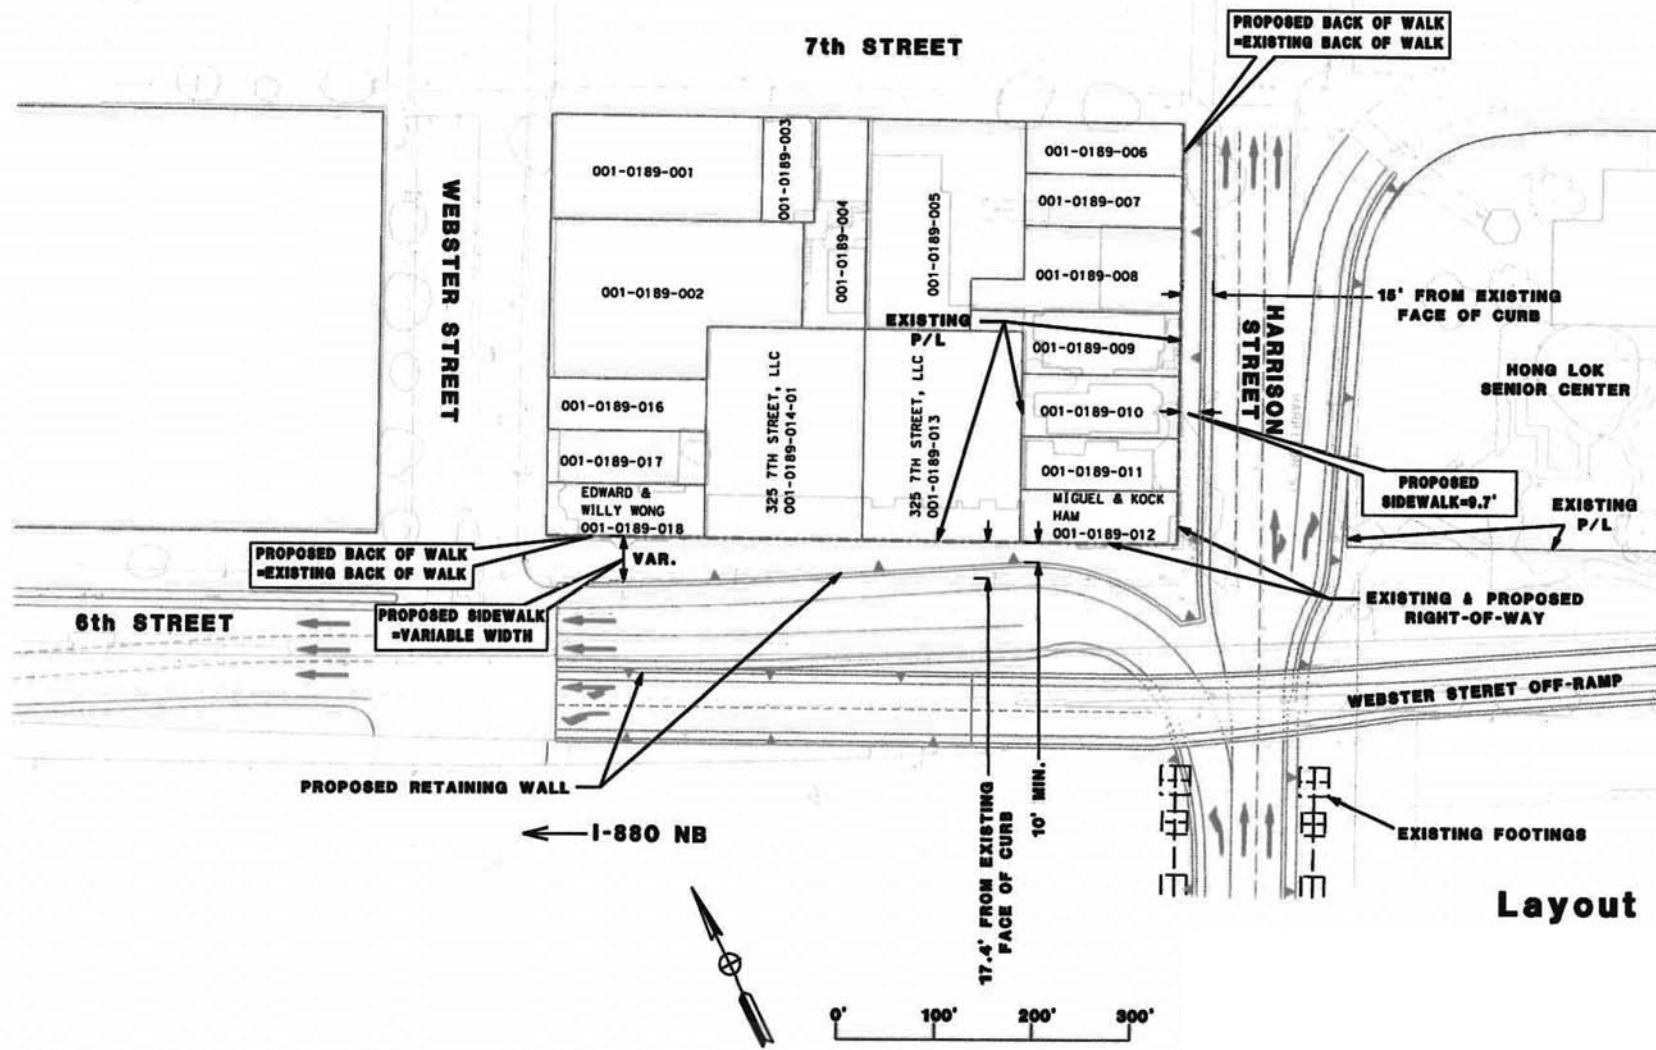 7th STREET
PROPOSED BACK OF WALK
=EXISTING BACK OF WALK
WEBSTER STREET
001-0189-001
001-0189-003
001-0189-004
001-0189-005
001-0189-006
001-0189-007
001-0189-002
001-0189-008
EXISTING
P/L
001-0189-009
15' FROM EXISTING
FACE OF CURB
HARRISON
STREET
HONG LOK
SENIOR CENTER
001-0189-016
001-0189-017
325 7TH STREET, LLC
001-0189-014-01
325 7TH STREET, LLC
001-0189-013
001-0189-010
001-0189-011
EDWARD &
WILLY WONG
001-0189-018
MIGUEL & KOCK
HAM
001-0189-012
PROPOSED
SIDEWALK=9.7'
EXISTING
P/L
PROPOSED BACK OF WALK
=EXISTING BACK OF WALK
VAR.
PROPOSED SIDEWALK
=VARIABLE WIDTH
6th STREET
EXISTING & PROPOSED
RIGHT-OF-WAY
WEBSTER STERET OFF-RAMP
PROPOSED RETAINING WALL
I-880 NB
17.4' FROM EXISTING
FACE OF CURB
10' MIN.
EXISTING FOOTINGS
Layout
0' 100' 200' 300'